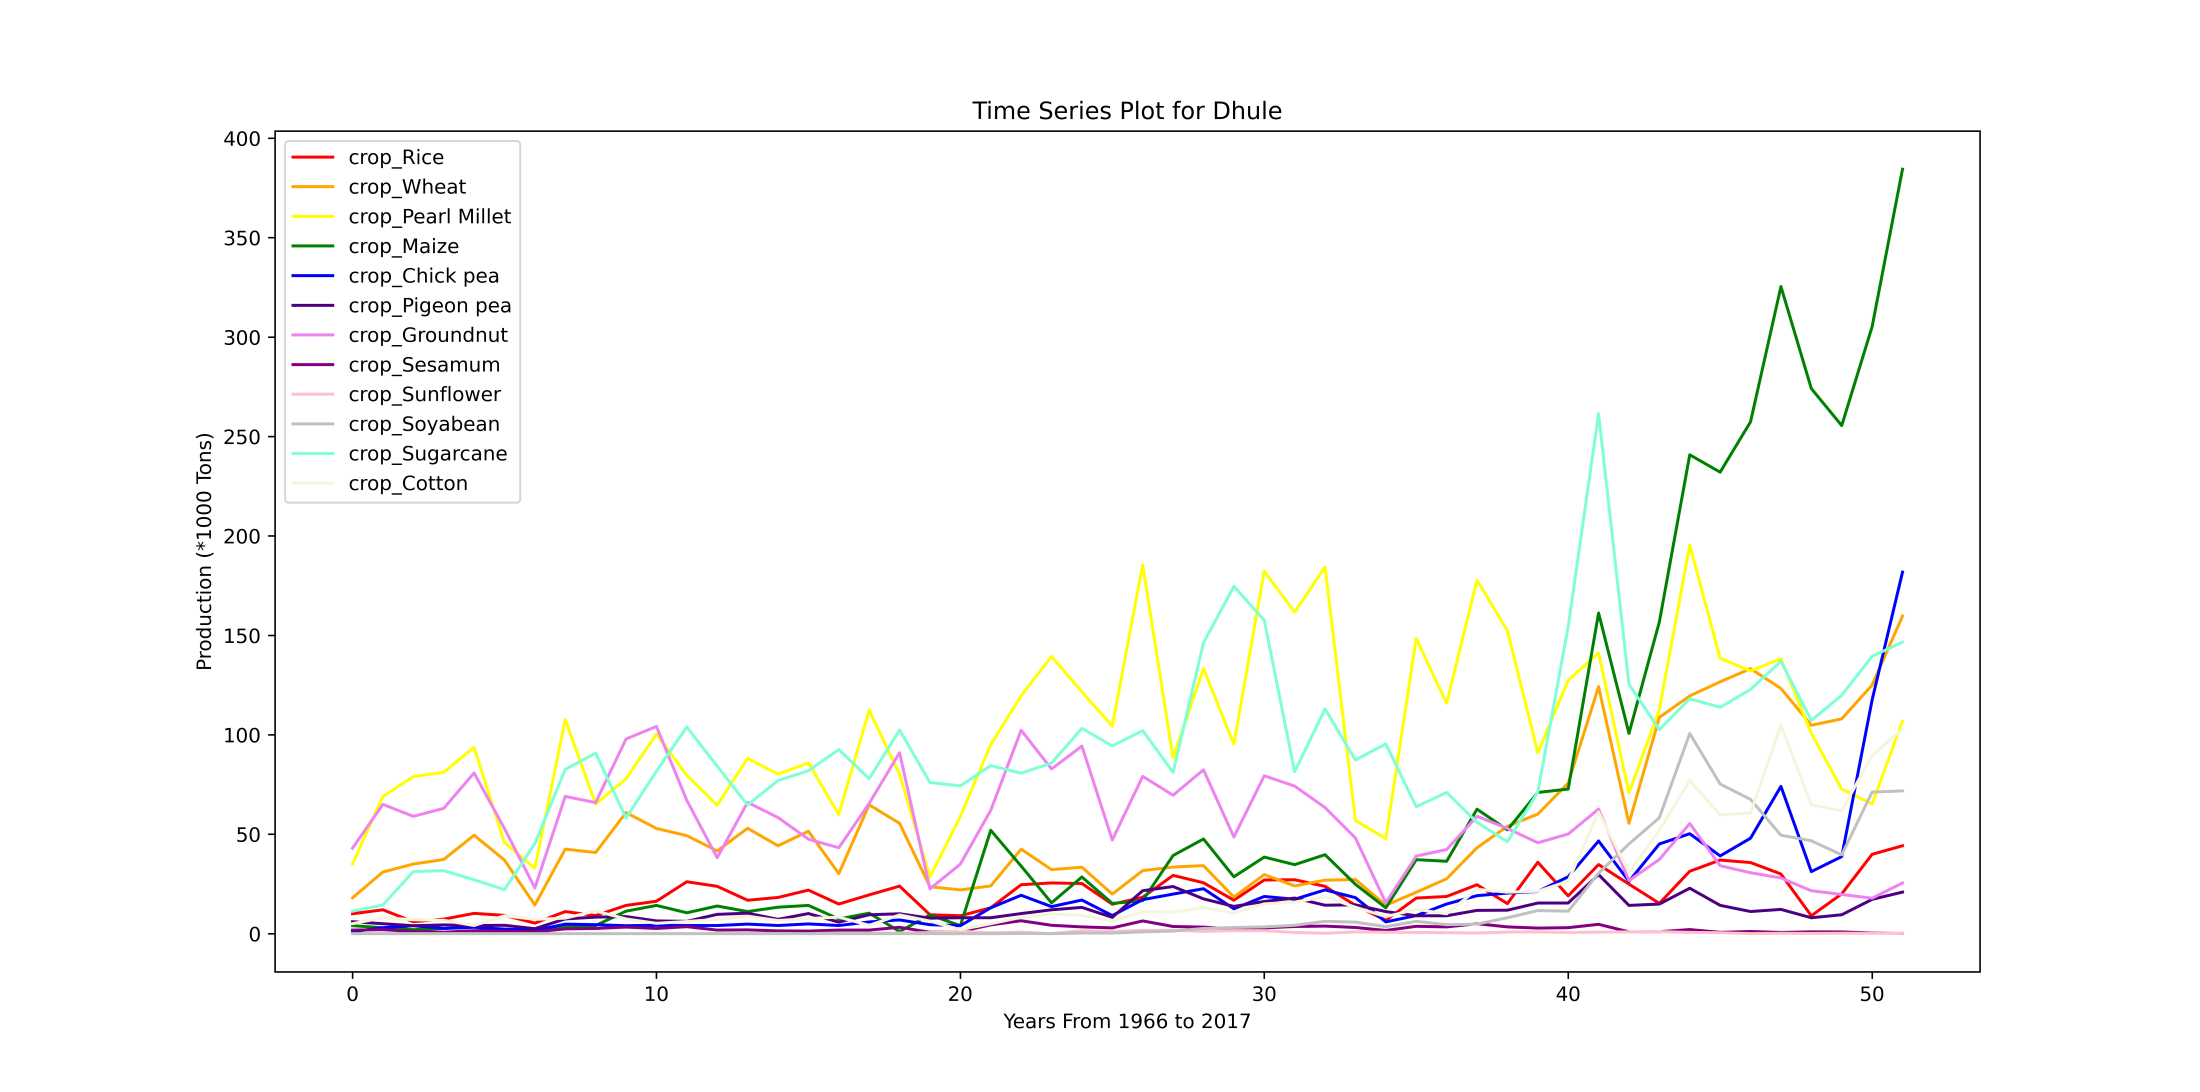 Time Series Plot for Dhule
400
350
300
250
200
150
100
50
0
Production (*1000 Tons)
crop_Rice
crop_Wheat
crop_Pearl Millet
crop_Maize
crop_Chick pea
crop_Pigeon pea
crop_Groundnut
crop_Sesamum
crop_Sunflower
crop_Soyabean
crop_Sugarcane
crop_Cotton
0 10 20 30 40 50
Years From 1966 to 2017